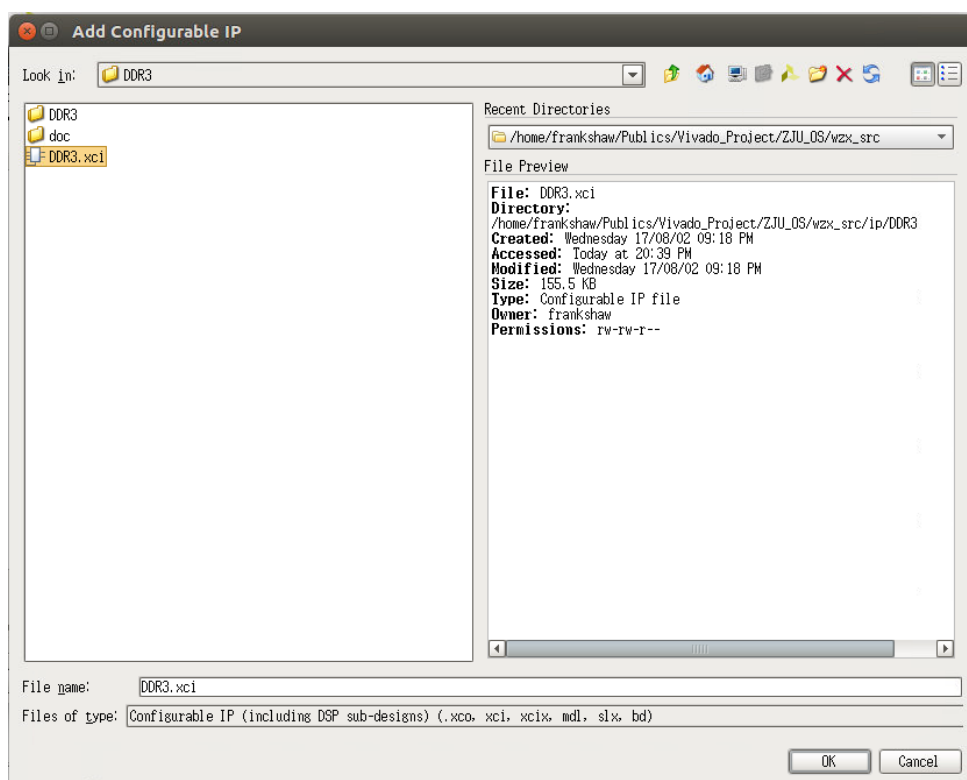 Add Configurable IP
Look in:
DDR3
DDR3
doc
DDR3.xci
Recent Directories
/home/frankshaw/Publics/Vivado_Project/ZJU_OS/wzx_src
File Preview
File: DDR3.xci
Directory:
/home/frankshaw/Publics/Vivado_Project/ZJU_OS/wzx_src/ip/DDR3
Created: Wednesday 17/08/02 09:18 PM
Accessed: Today at 20:39 PM
Modified: Wednesday 17/08/02 09:18 PM
Size: 155.5 KB
Type: Configurable IP file
Owner: frankshaw
Permissions: rw-rw-r--
File name:
DDR3.xci
Files of type:
Configurable IP (including DSP sub-designs) (.xco, xci, xcix, mdl, slx, bd)
OK
Cancel